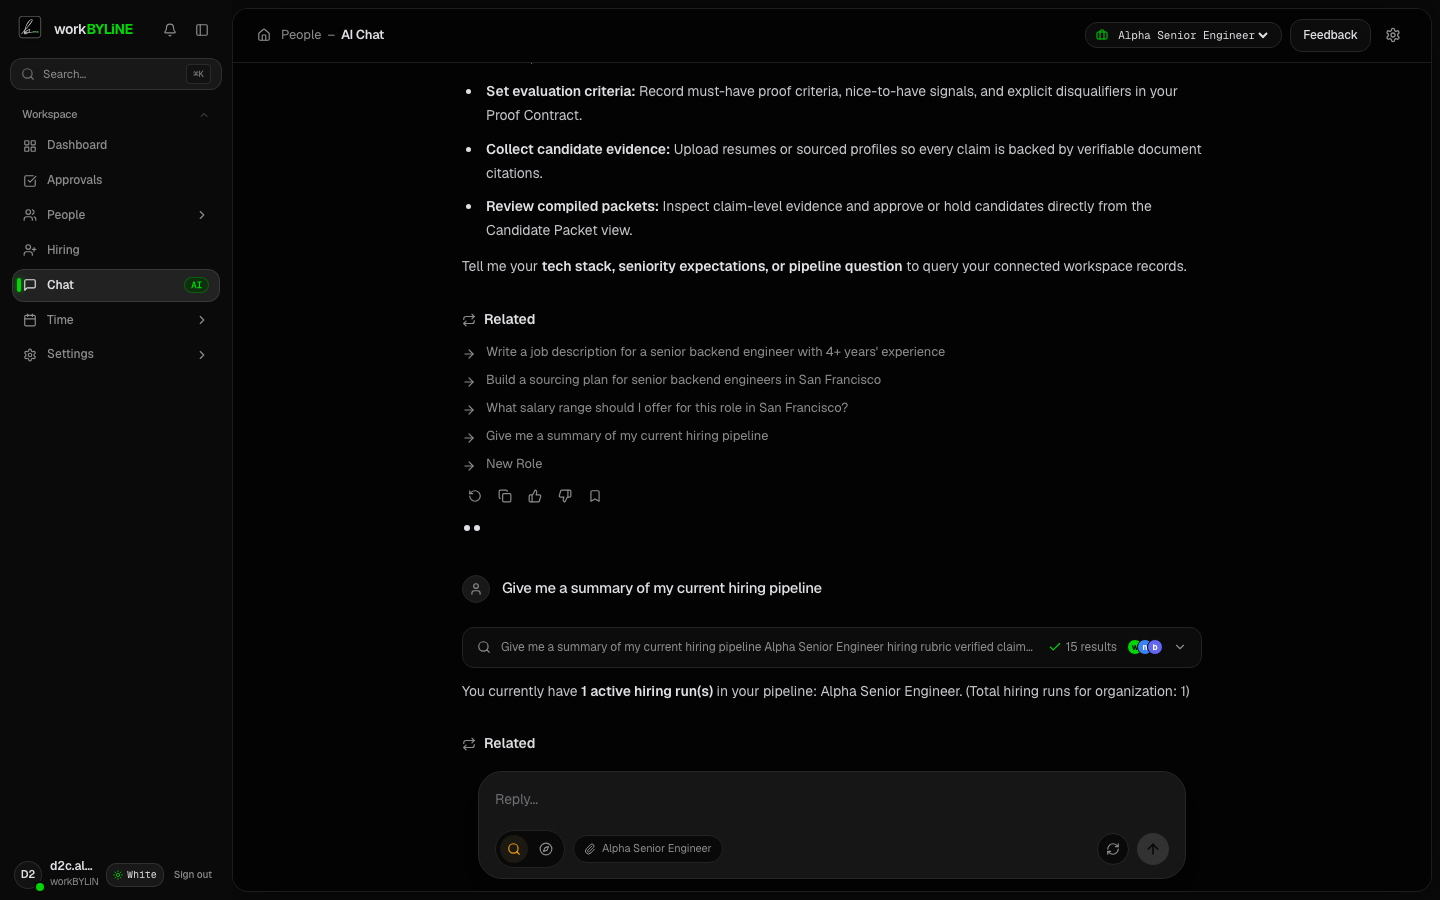 workBYLiNE
Search...
⌘K
Workspace
Dashboard
Approvals
People
Hiring
Chat
AI
Time
Settings
D2
d2c.al...
workBYLIN
White
Sign out
People – AI Chat
Alpha Senior Engineer
Feedback
Set evaluation criteria: Record must-have proof criteria, nice-to-have signals, and explicit disqualifiers in your
Proof Contract.
Collect candidate evidence: Upload resumes or sourced profiles so every claim is backed by verifiable document
citations.
Review compiled packets: Inspect claim-level evidence and approve or hold candidates directly from the
Candidate Packet view.
Tell me your tech stack, seniority expectations, or pipeline question to query your connected workspace records.
Related
Write a job description for a senior backend engineer with 4+ years' experience
Build a sourcing plan for senior backend engineers in San Francisco
What salary range should I offer for this role in San Francisco?
Give me a summary of my current hiring pipeline
New Role
Give me a summary of my current hiring pipeline
Give me a summary of my current hiring pipeline Alpha Senior Engineer hiring rubric verified claim...
15 results
b
You currently have 1 active hiring run(s) in your pipeline: Alpha Senior Engineer. (Total hiring runs for organization: 1)
Related
Reply...
Alpha Senior Engineer